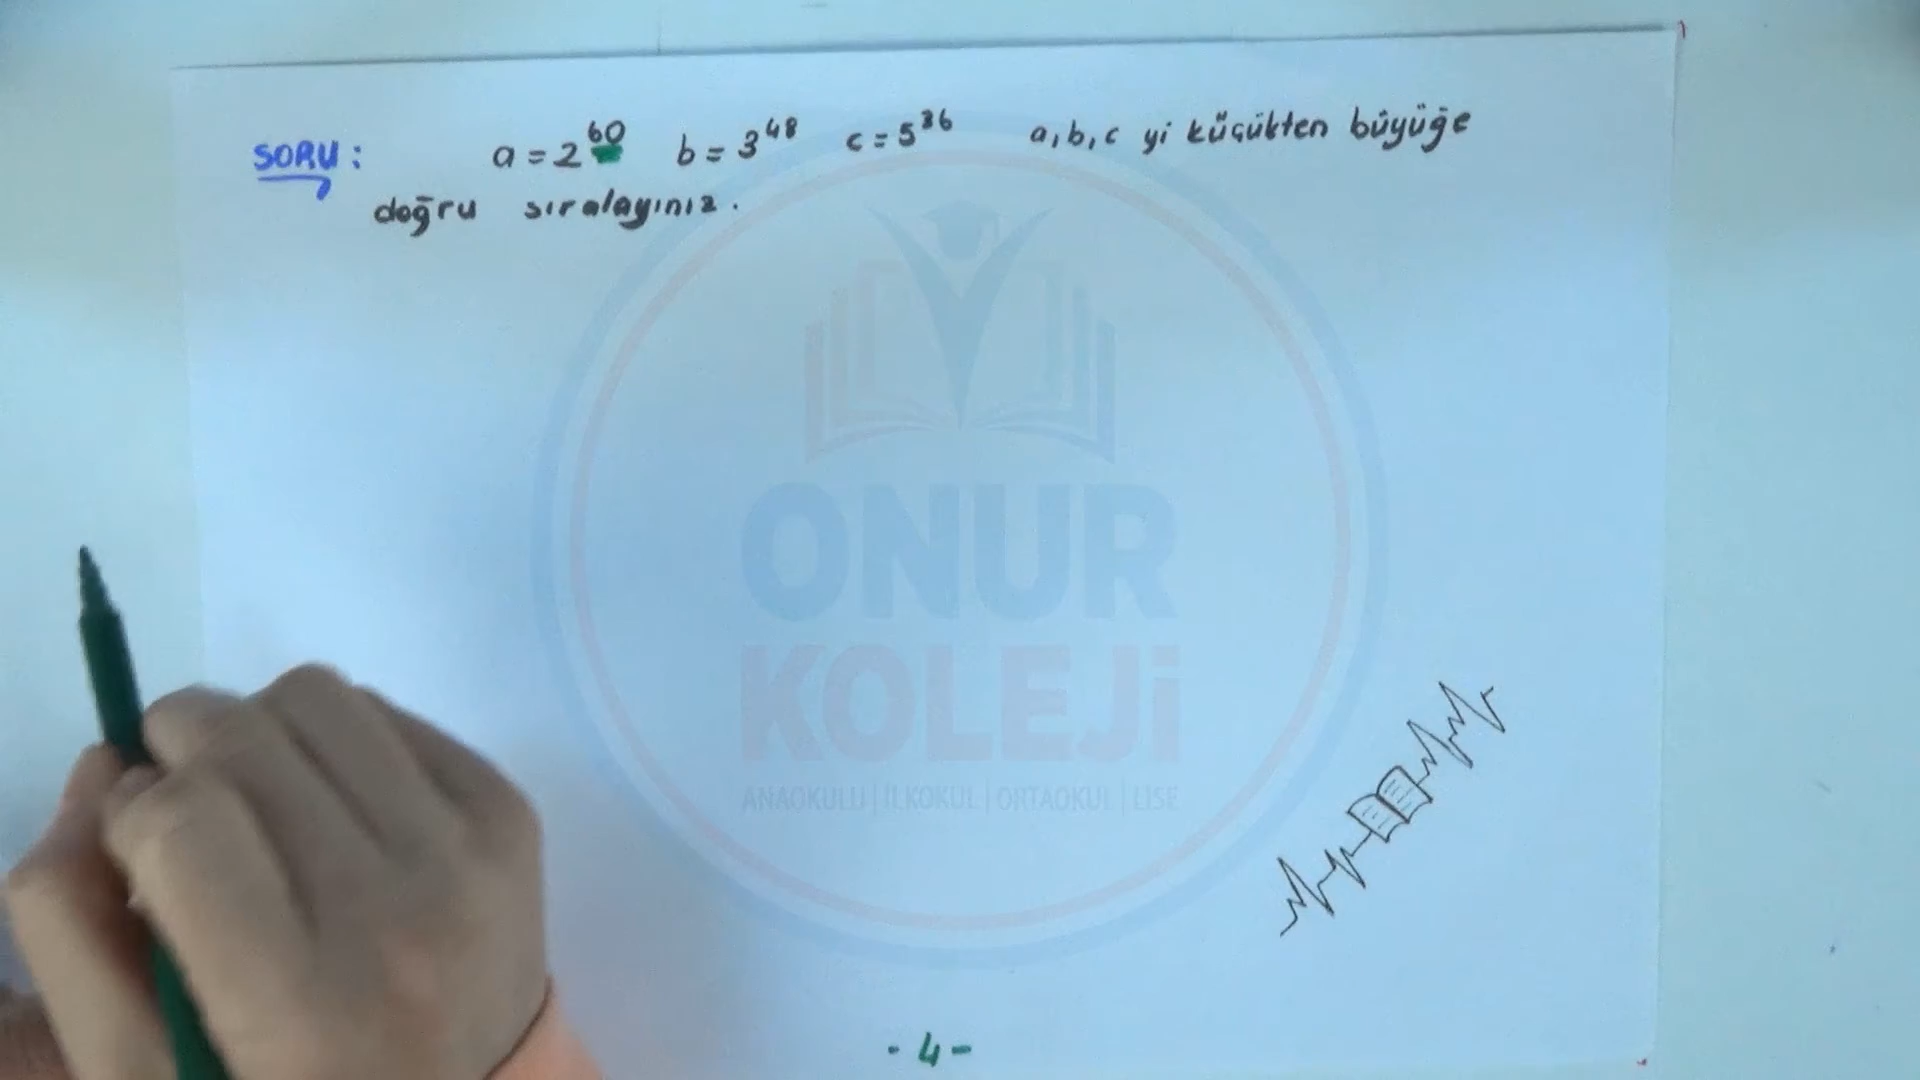 SORU : a = 2^60 b = 3^48 c = 5^36 a, b, c yi küçükten büyüğe
doğru sıralayınız.
ONUR
KOLEJİ
ANAOKULU | İLKOKUL | ORTAOKUL | LİSE
- 4 -